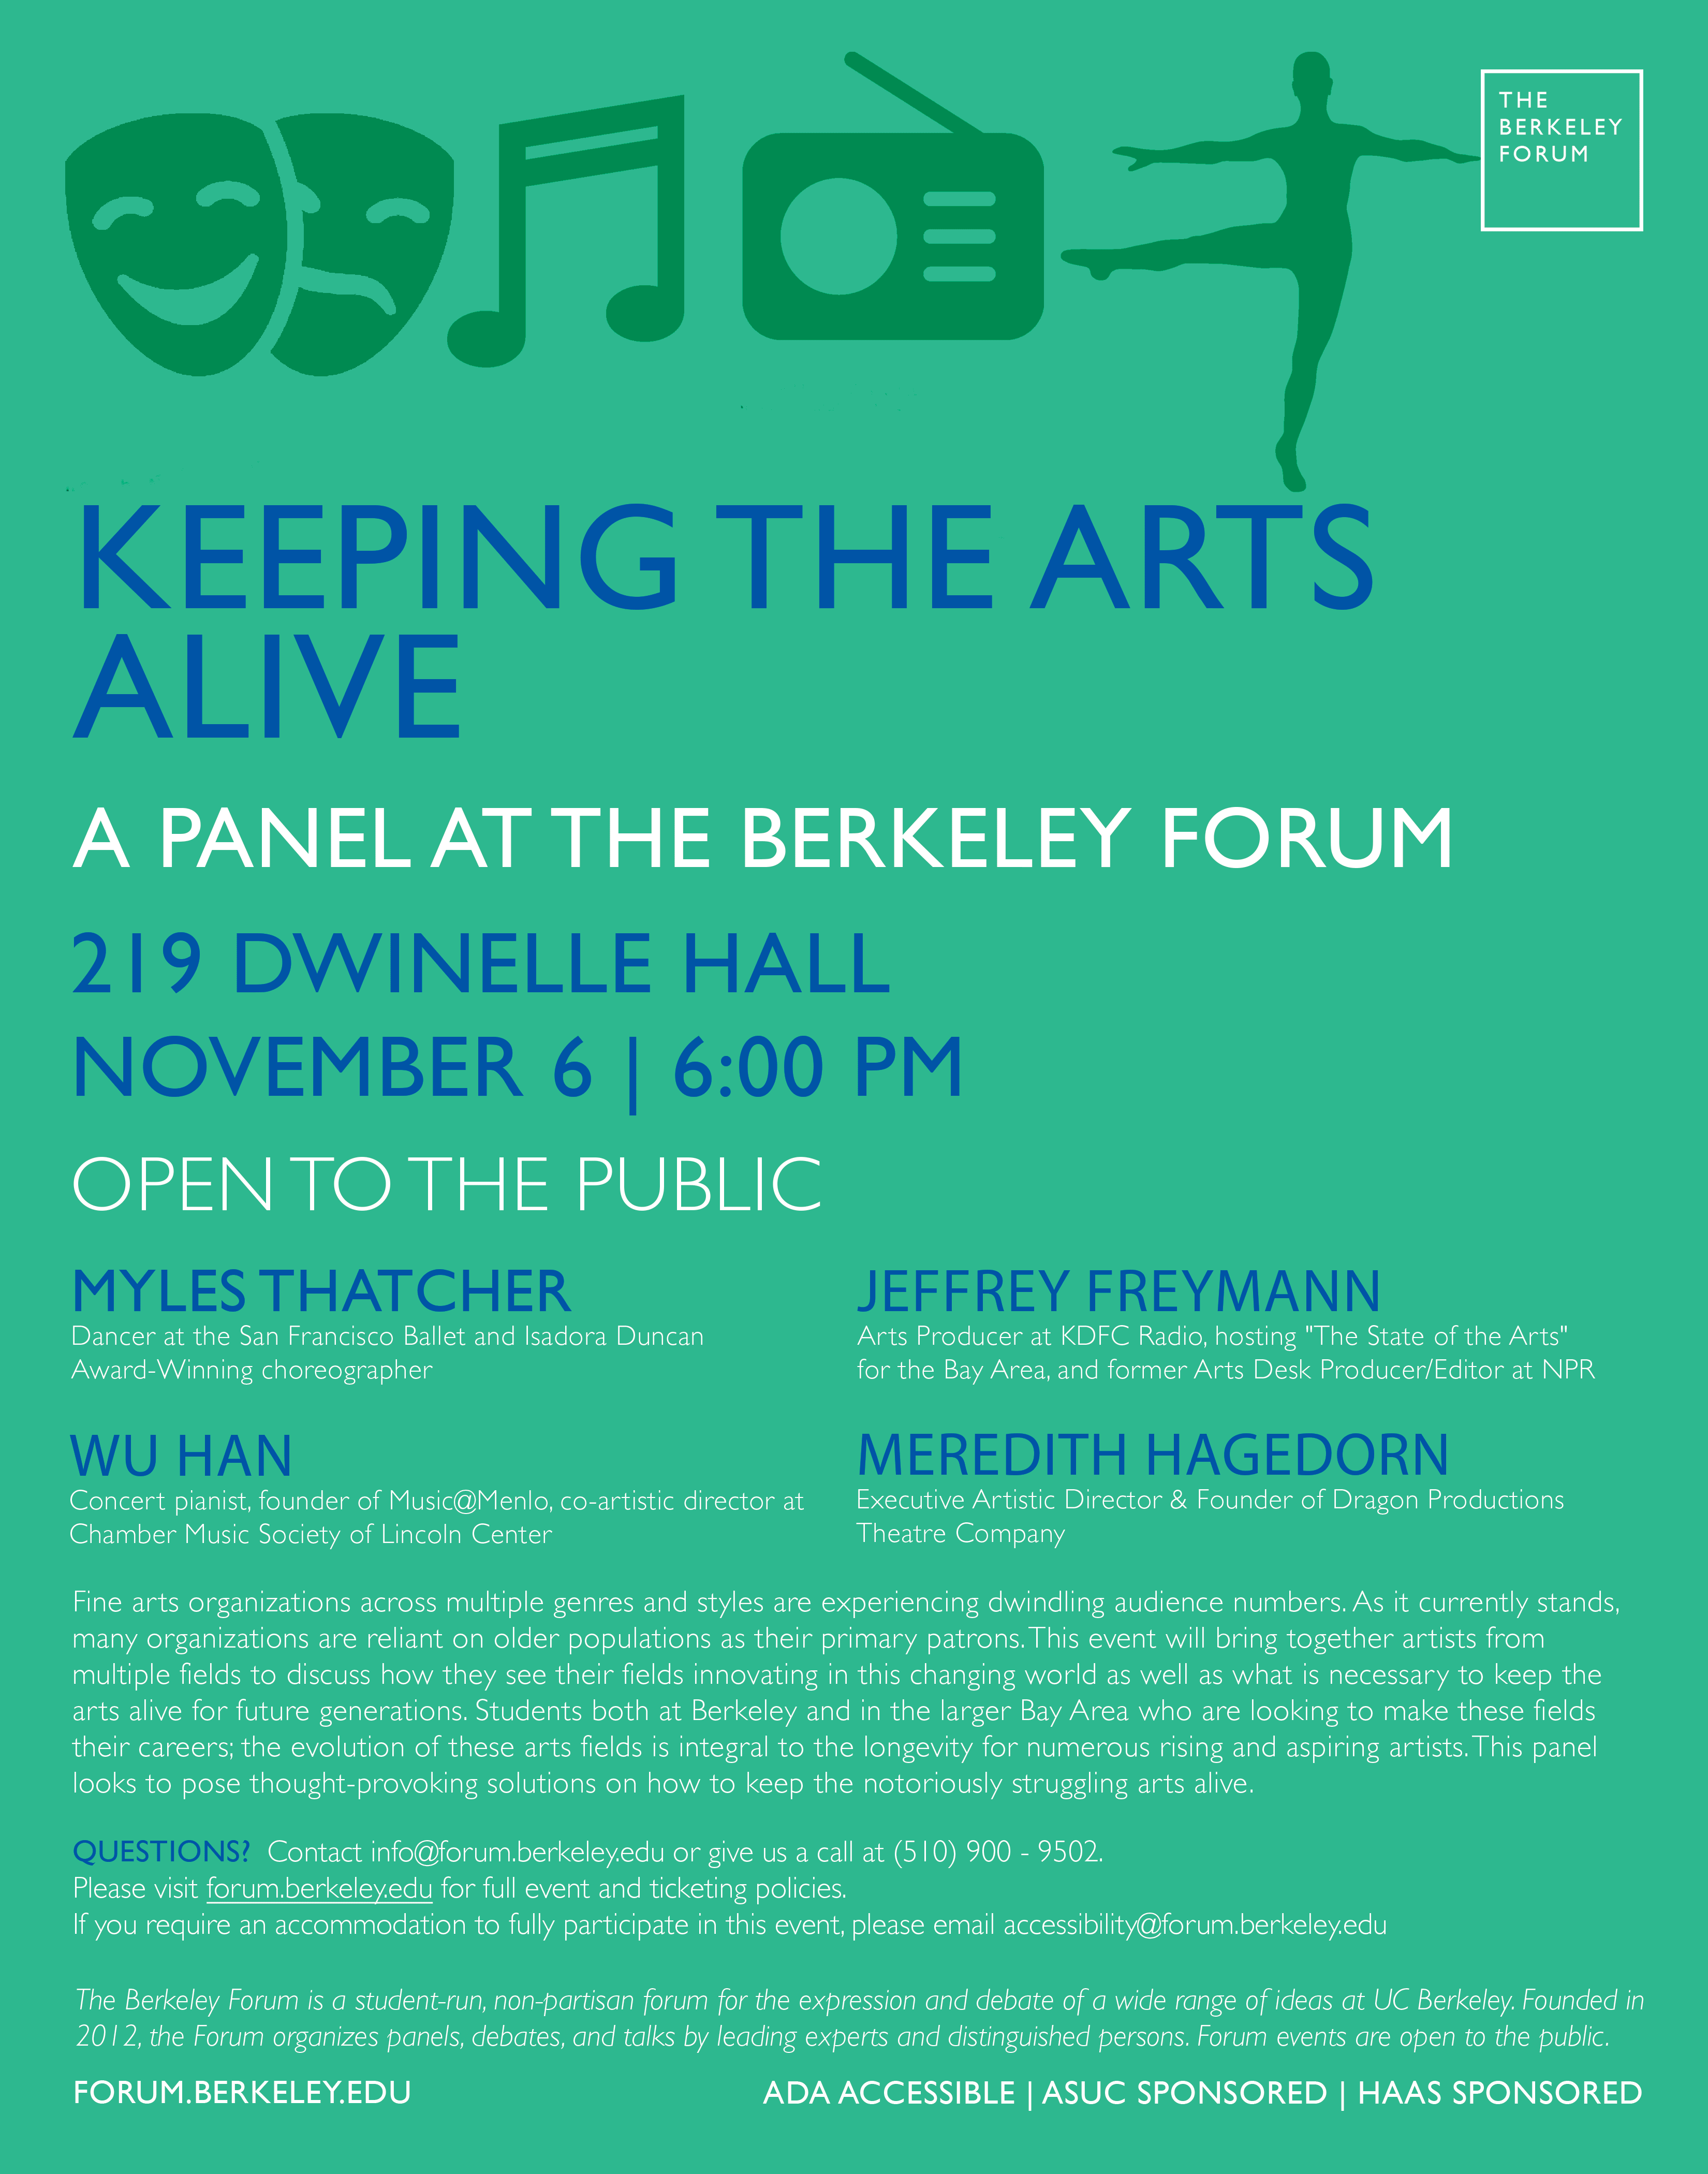 THE
BERKELEY
FORUM
KEEPING THE ARTS
ALIVE
A PANEL AT THE BERKELEY FORUM
219 DWINELLE HALL
NOVEMBER 6 | 6:00 PM
OPEN TO THE PUBLIC
MYLES THATCHER
Dancer at the San Francisco Ballet and Isadora Duncan
Award-Winning choreographer
JEFFREY FREYMANN
Arts Producer at KDFC Radio, hosting "The State of the Arts"
for the Bay Area, and former Arts Desk Producer/Editor at NPR
WU HAN
Concert pianist, founder of Music@Menlo, co-artistic director at
Chamber Music Society of Lincoln Center
MEREDITH HAGEDORN
Executive Artistic Director & Founder of Dragon Productions
Theatre Company
Fine arts organizations across multiple genres and styles are experiencing dwindling audience numbers. As it currently stands,
many organizations are reliant on older populations as their primary patrons. This event will bring together artists from
multiple fields to discuss how they see their fields innovating in this changing world as well as what is necessary to keep the
arts alive for future generations. Students both at Berkeley and in the larger Bay Area who are looking to make these fields
their careers; the evolution of these arts fields is integral to the longevity for numerous rising and aspiring artists. This panel
looks to pose thought-provoking solutions on how to keep the notoriously struggling arts alive.
QUESTIONS? Contact info@forum.berkeley.edu or give us a call at (510) 900 - 9502.
Please visit forum.berkeley.edu for full event and ticketing policies.
If you require an accommodation to fully participate in this event, please email accessibility@forum.berkeley.edu
The Berkeley Forum is a student-run, non-partisan forum for the expression and debate of a wide range of ideas at UC Berkeley. Founded in
2012, the Forum organizes panels, debates, and talks by leading experts and distinguished persons. Forum events are open to the public.
FORUM.BERKELEY.EDU
ADA ACCESSIBLE | ASUC SPONSORED | HAAS SPONSORED